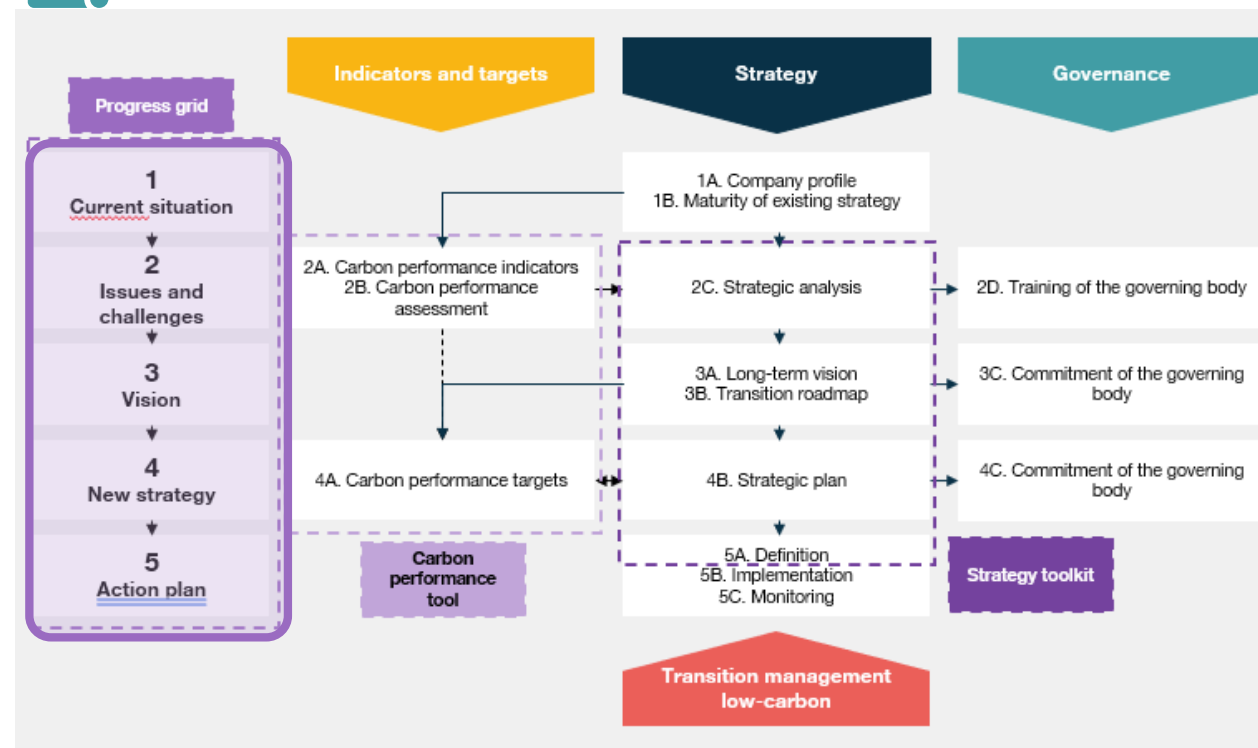 Indicators and targets
Strategy
Governance
Progress grid
1
Current situation
1A. Company profile
1B. Maturity of existing strategy
2
Issues and
challenges
2A. Carbon performance indicators
2B. Carbon performance
assessment
2C. Strategic analysis
2D. Training of the governing body
3
Vision
3A. Long-term vision
3B. Transition roadmap
3C. Commitment of the governing
body
4
New strategy
4A. Carbon performance targets
4B. Strategic plan
4C. Commitment of the governing
body
5
Action plan
Carbon
performance
tool
5A. Definition
5B. Implementation
5C. Monitoring
Strategy toolkit
Transition management
low-carbon